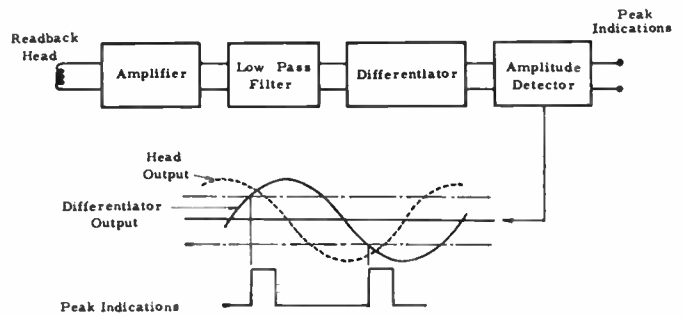 Peak
Indications
Readback
Head
Amplifier
Low Pass
Filter
Differentiator
Amplitude
Detector
Head
Output
Differentiator
Output
Peak Indications